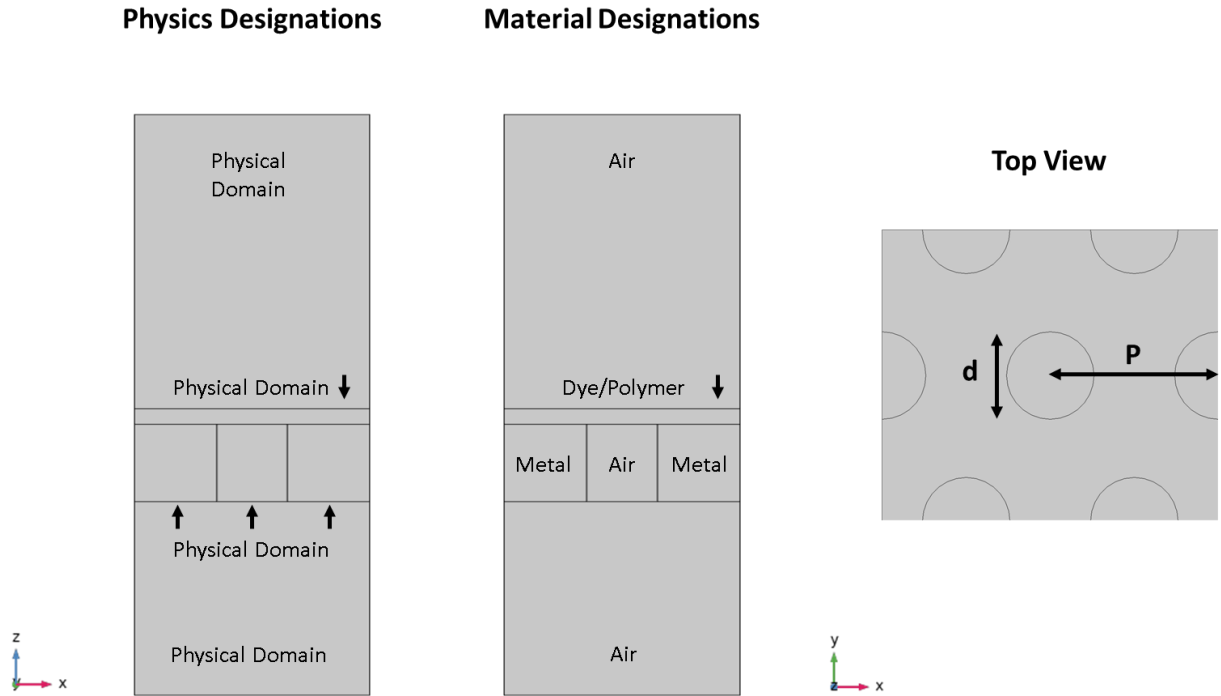 Physics Designations
Material Designations
Top View
Physical
Domain
Physical Domain
Physical Domain
Physical Domain
z
y
x
Air
Dye/Polymer
Metal
Air
Metal
Air
d
P
y
z
x